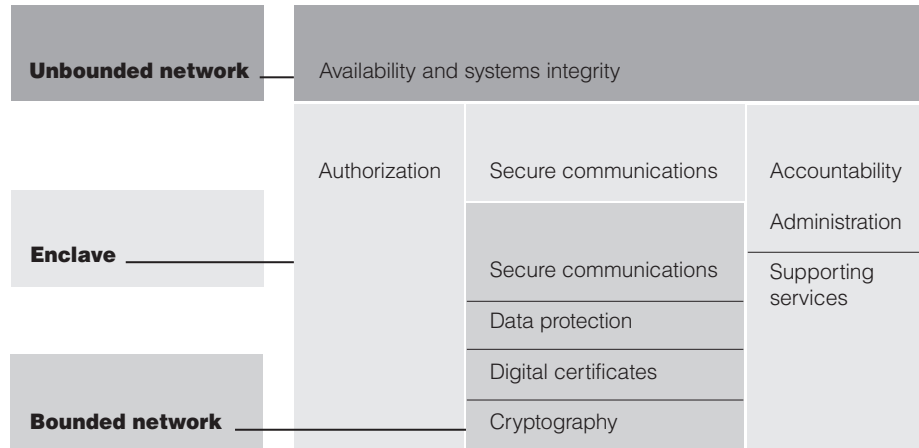 Unbounded network
Availability and systems integrity
Authorization
Secure communications
Accountability
Administration
Enclave
Secure communications
Supporting
services
Data protection
Digital certificates
Bounded network
Cryptography